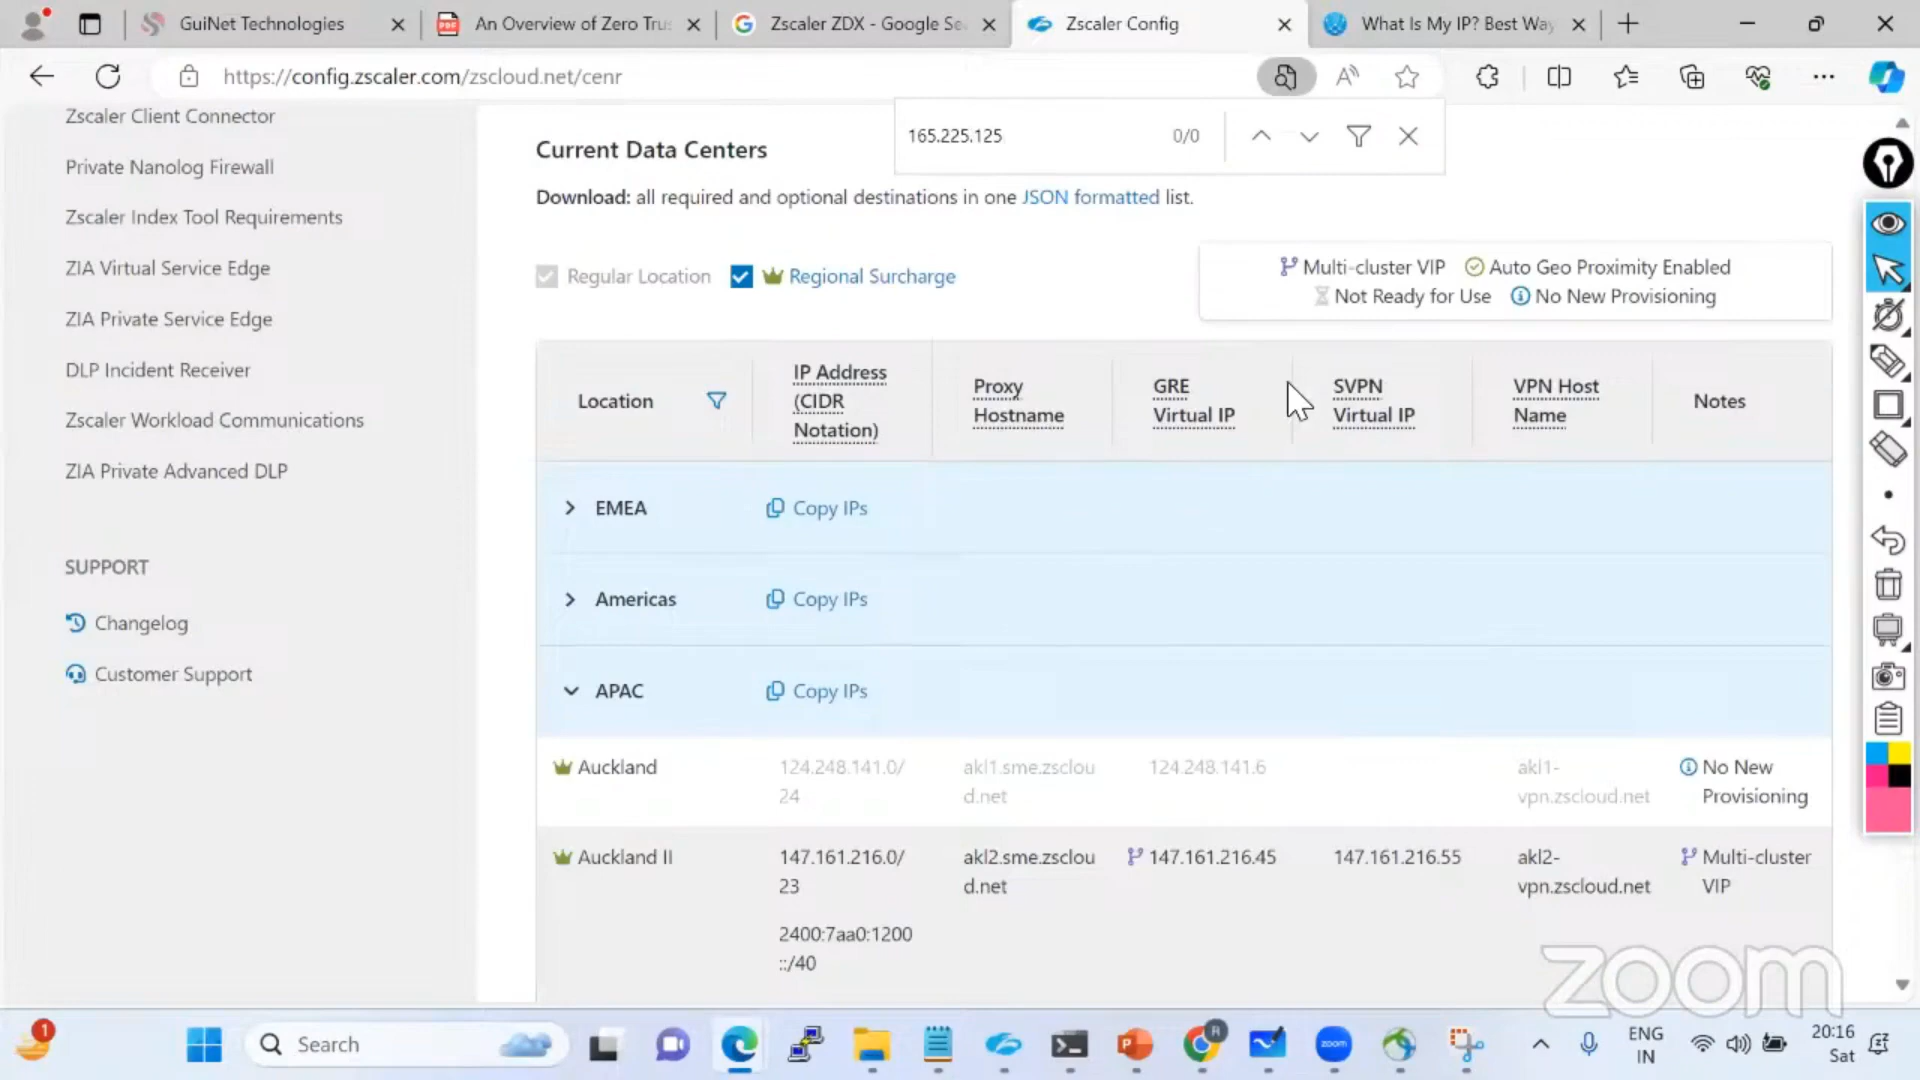 GuiNet Technologies
An Overview of Zero Trus
Zscaler ZDX - Google Sea
Zscaler Config
What Is My IP? Best Way
https://config.zscaler.com/zscloud.net/cenr
165.225.125
0/0
Zscaler Client Connector
Private Nanolog Firewall
Zscaler Index Tool Requirements
ZIA Virtual Service Edge
ZIA Private Service Edge
DLP Incident Receiver
Zscaler Workload Communications
ZIA Private Advanced DLP
SUPPORT
Changelog
Customer Support
Current Data Centers
Download: all required and optional destinations in one JSON formatted list.
Regular Location
Regional Surcharge
Multi-cluster VIP
Auto Geo Proximity Enabled
Not Ready for Use
No New Provisioning
Location
IP Address
(CIDR
Notation)
Proxy
Hostname
GRE
Virtual IP
SVPN
Virtual IP
VPN Host
Name
Notes
EMEA
Copy IPs
Americas
Copy IPs
APAC
Copy IPs
Auckland
124.248.141.0/
24
akl1.sme.zsclou
d.net
124.248.141.6
akl1-
vpn.zscloud.net
No New
Provisioning
Auckland II
147.161.216.0/
23
2400:7aa0:1200
::/40
akl2.sme.zsclou
d.net
147.161.216.45
147.161.216.55
akl2-
vpn.zscloud.net
Multi-cluster
VIP
zoom
1
Search
R
zoom
ENG
IN
20:16
Sat